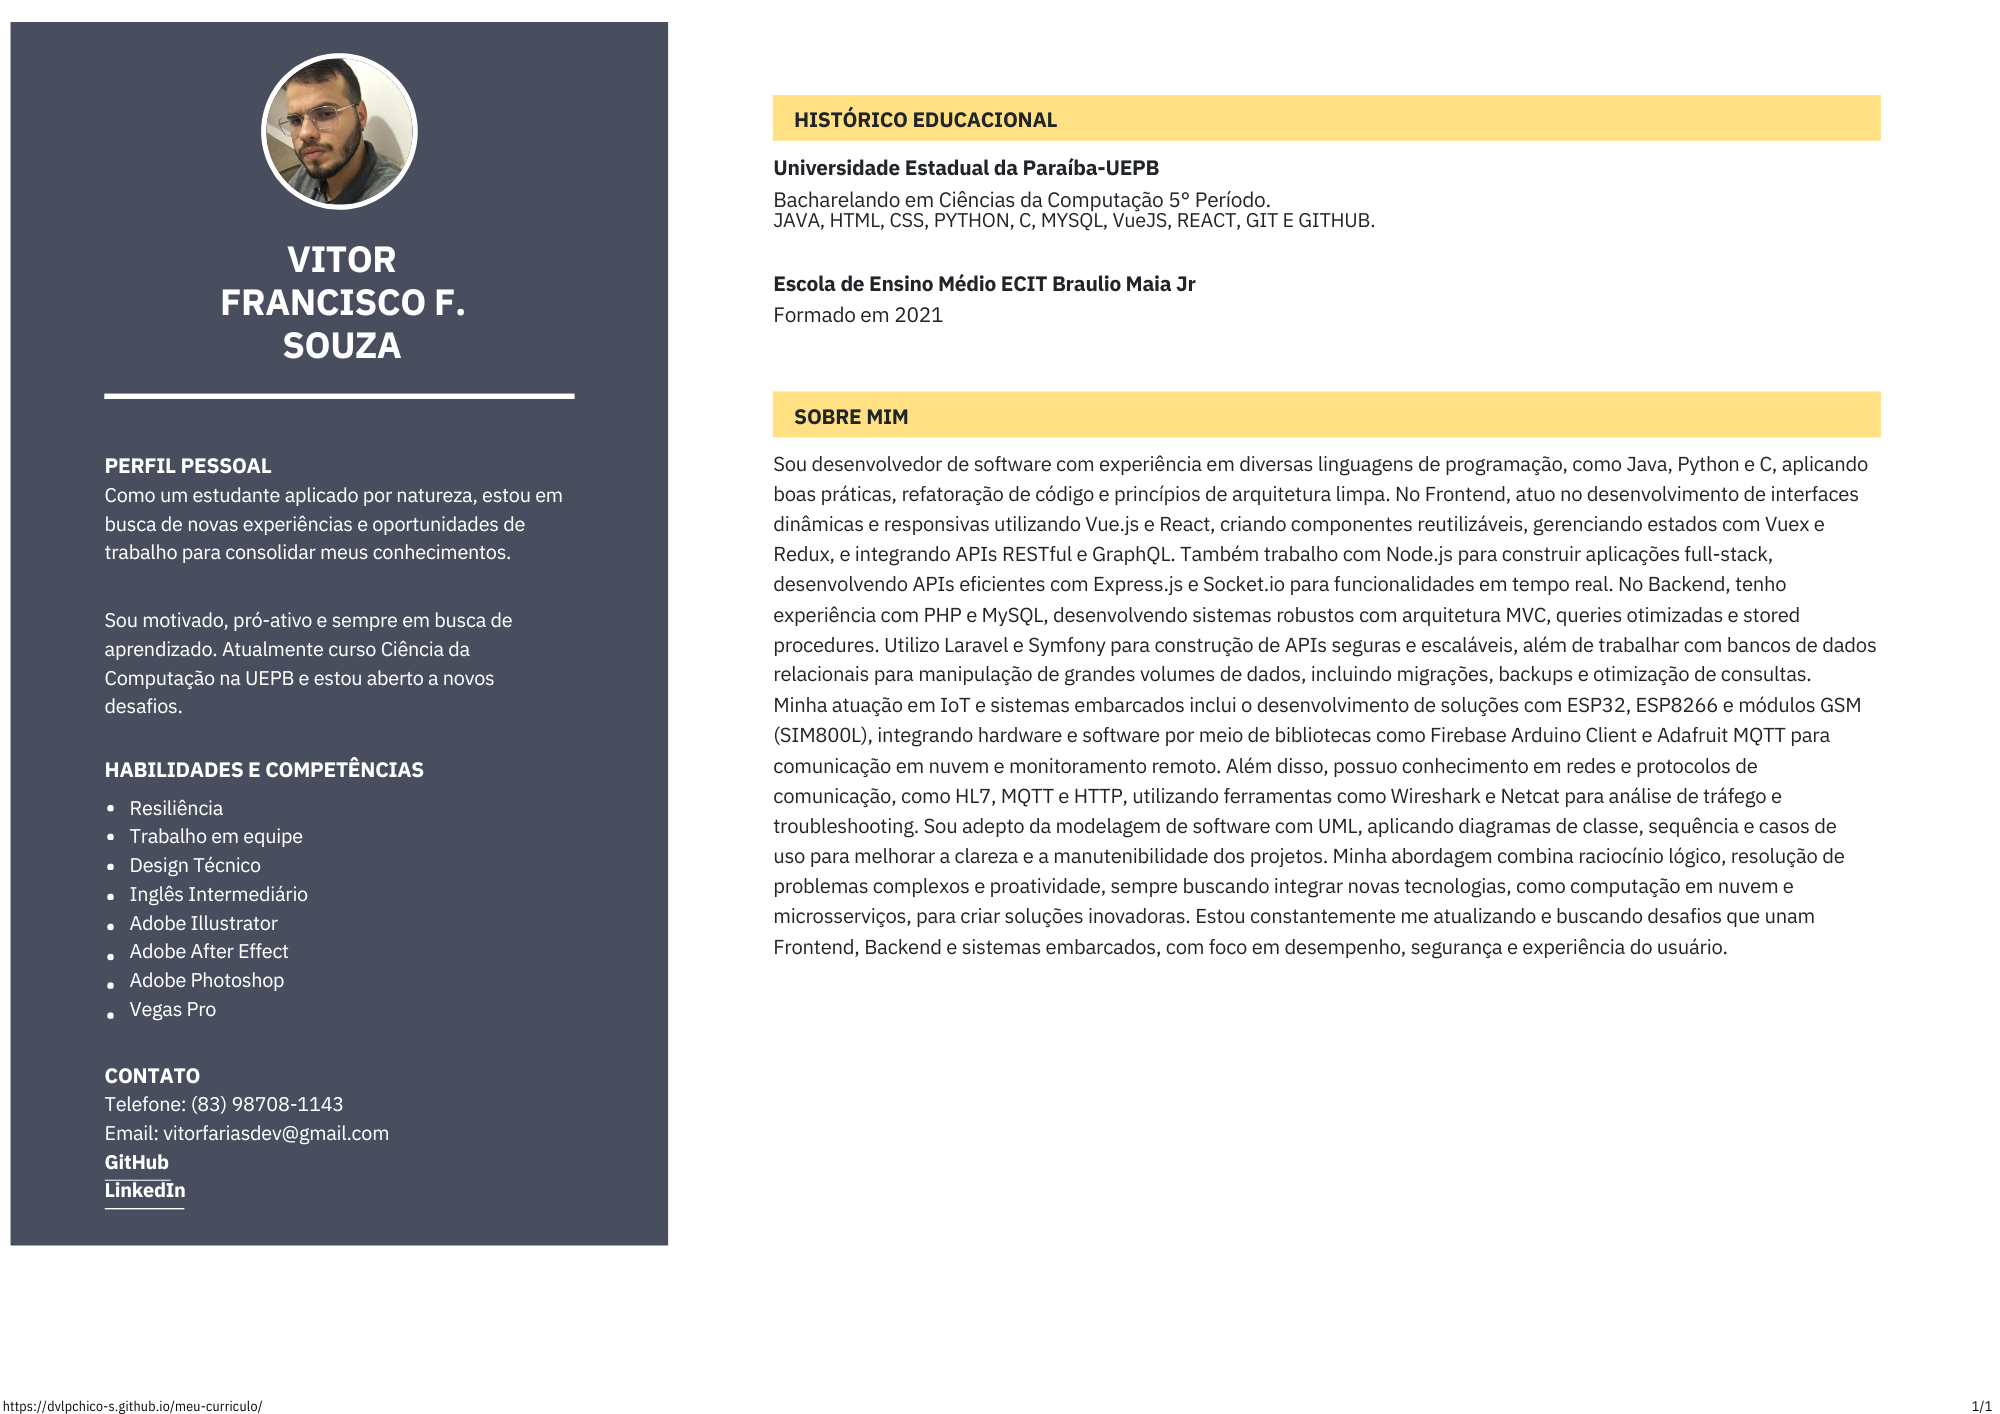 VITOR
FRANCISCO F.
SOUZA
PERFIL PESSOAL
Como um estudante aplicado por natureza, estou em
busca de novas experiências e oportunidades de
trabalho para consolidar meus conhecimentos.
Sou motivado, pró-ativo e sempre em busca de
aprendizado. Atualmente curso Ciência da
Computação na UEPB e estou aberto a novos
desafios.
HABILIDADES E COMPETÊNCIAS
• Resiliência
• Trabalho em equipe
• Design Técnico
• Inglês Intermediário
• Adobe Illustrator
• Adobe After Effect
• Adobe Photoshop
• Vegas Pro
CONTATO
Telefone: (83) 98708-1143
Email: vitorfariasdev@gmail.com
GitHub
LinkedIn
HISTÓRICO EDUCACIONAL
Universidade Estadual da Paraíba-UEPB
Bacharelando em Ciências da Computação 5° Período.
JAVA, HTML, CSS, PYTHON, C, MYSQL, VueJS, REACT, GIT E GITHUB.
Escola de Ensino Médio ECIT Braulio Maia Jr
Formado em 2021
SOBRE MIM
Sou desenvolvedor de software com experiência em diversas linguagens de programação, como Java, Python e C, aplicando
boas práticas, refatoração de código e princípios de arquitetura limpa. No Frontend, atuo no desenvolvimento de interfaces
dinâmicas e responsivas utilizando Vue.js e React, criando componentes reutilizáveis, gerenciando estados com Vuex e
Redux, e integrando APIs RESTful e GraphQL. Também trabalho com Node.js para construir aplicações full-stack,
desenvolvendo APIs eficientes com Express.js e Socket.io para funcionalidades em tempo real. No Backend, tenho
experiência com PHP e MySQL, desenvolvendo sistemas robustos com arquitetura MVC, queries otimizadas e stored
procedures. Utilizo Laravel e Symfony para construção de APIs seguras e escaláveis, além de trabalhar com bancos de dados
relacionais para manipulação de grandes volumes de dados, incluindo migrações, backups e otimização de consultas.
Minha atuação em IoT e sistemas embarcados inclui o desenvolvimento de soluções com ESP32, ESP8266 e módulos GSM
(SIM800L), integrando hardware e software por meio de bibliotecas como Firebase Arduino Client e Adafruit MQTT para
comunicação em nuvem e monitoramento remoto. Além disso, possuo conhecimento em redes e protocolos de
comunicação, como HL7, MQTT e HTTP, utilizando ferramentas como Wireshark e Netcat para análise de tráfego e
troubleshooting. Sou adepto da modelagem de software com UML, aplicando diagramas de classe, sequência e casos de
uso para melhorar a clareza e a manutenibilidade dos projetos. Minha abordagem combina raciocínio lógico, resolução de
problemas complexos e proatividade, sempre buscando integrar novas tecnologias, como computação em nuvem e
microsserviços, para criar soluções inovadoras. Estou constantemente me atualizando e buscando desafios que unam
Frontend, Backend e sistemas embarcados, com foco em desempenho, segurança e experiência do usuário.
https://dvlpchico-s.github.io/meu-curriculo/
1/1